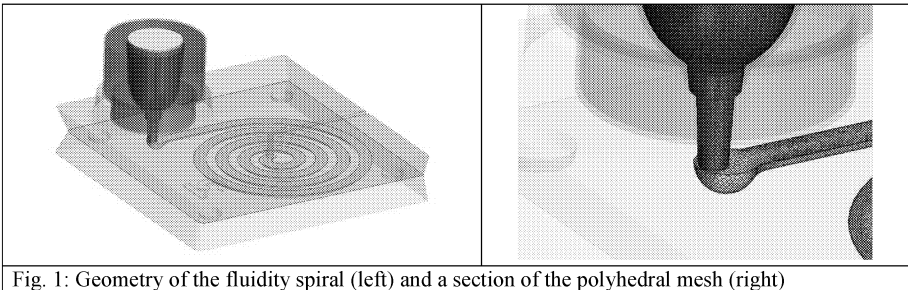 Fig. 1: Geometry of the fluidity spiral (left) and a section of the polyhedral mesh (right)